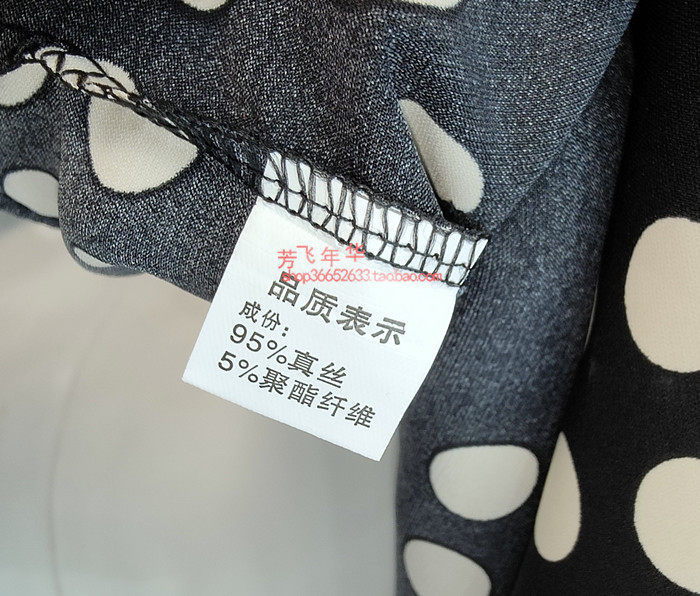 芳飞年华
shop36652633.taobao.com
品质表示
成份：
95%真丝
5%聚酯纤维